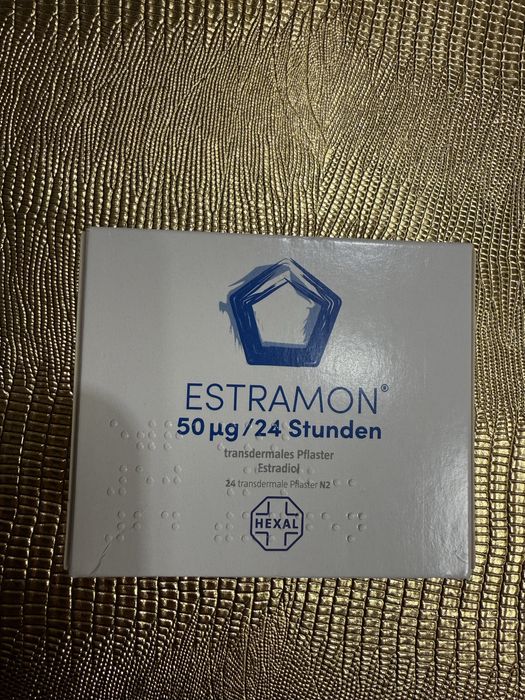 ESTRAMON®
50 µg/24 Stunden
transdermales Pflaster
Estradiol
24 transdermale Pflaster N2
HEXAL